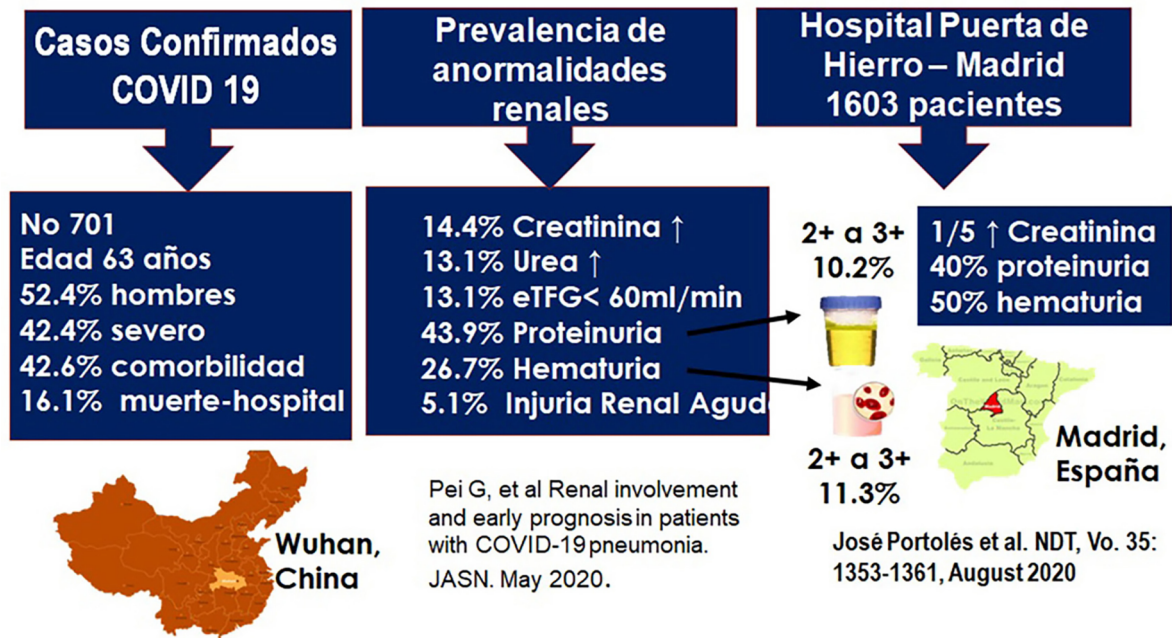 Casos Confirmados
COVID 19
Prevalencia de
anormalidades
renales
Hospital Puerta de
Hierro – Madrid
1603 pacientes
No 701
Edad 63 años
52.4% hombres
42.4% severo
42.6% comorbilidad
16.1% muerte-hospital
14.4% Creatinina ↑
13.1% Urea ↑
13.1% eTFG< 60ml/min
43.9% Proteinuria
26.7% Hematuria
5.1% Injuria Renal Aguda
2+ a 3+
10.2%
2+ a 3+
11.3%
1/5 ↑ Creatinina
40% proteinuria
50% hematuria
Wuhan,
China
Pei G, et al Renal involvement
and early prognosis in patients
with COVID-19 pneumonia.
JASN. May 2020.
Madrid,
España
José Portolés et al. NDT, Vo. 35:
1353-1361, August 2020